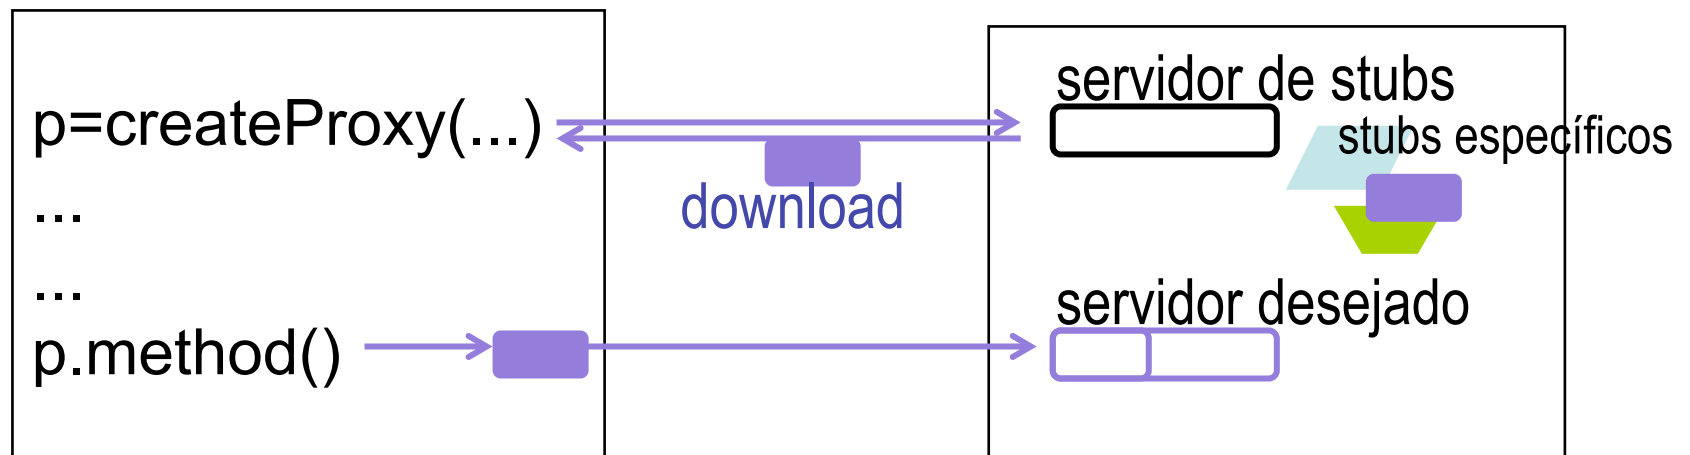 p=createProxy(...)
...
...
p.method()
download
servidor de stubs
stubs específicos
servidor desejado